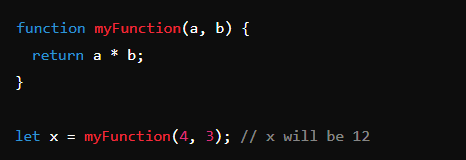 function myFunction(a, b) {
  return a * b;
}

let x = myFunction(4, 3); // x will be 12